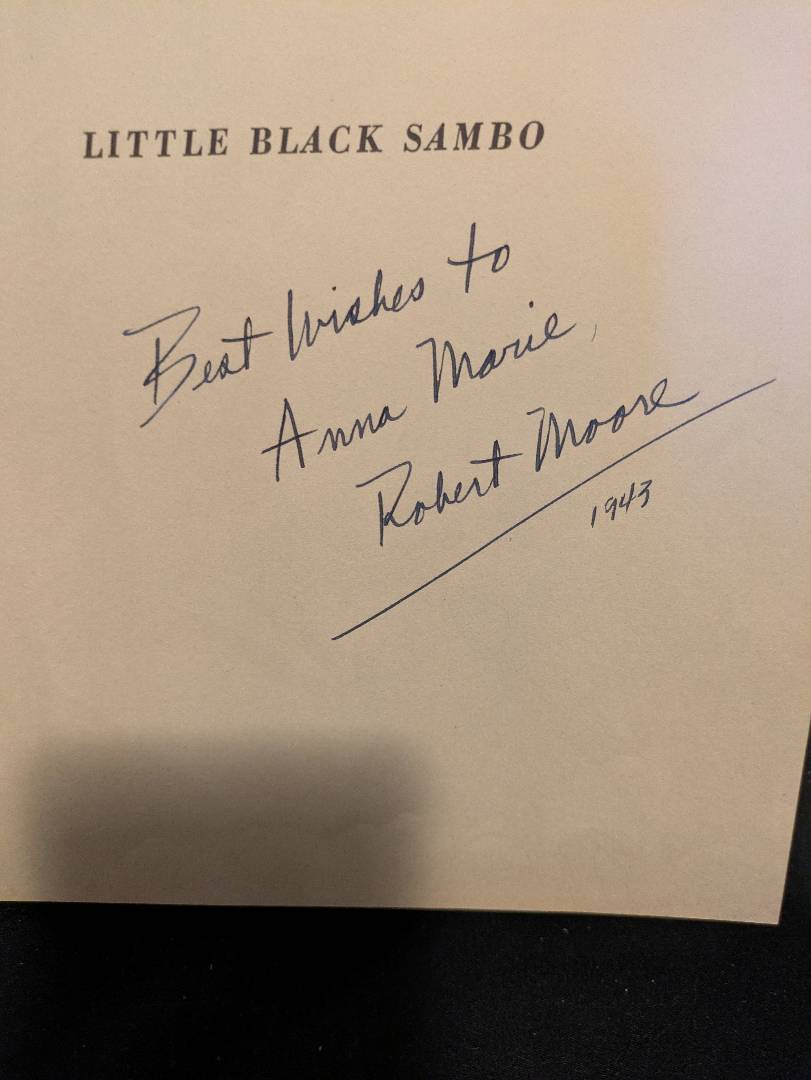 LITTLE BLACK SAMBO
Best Wishes to
Anna Marie,
Robert Moore
1943